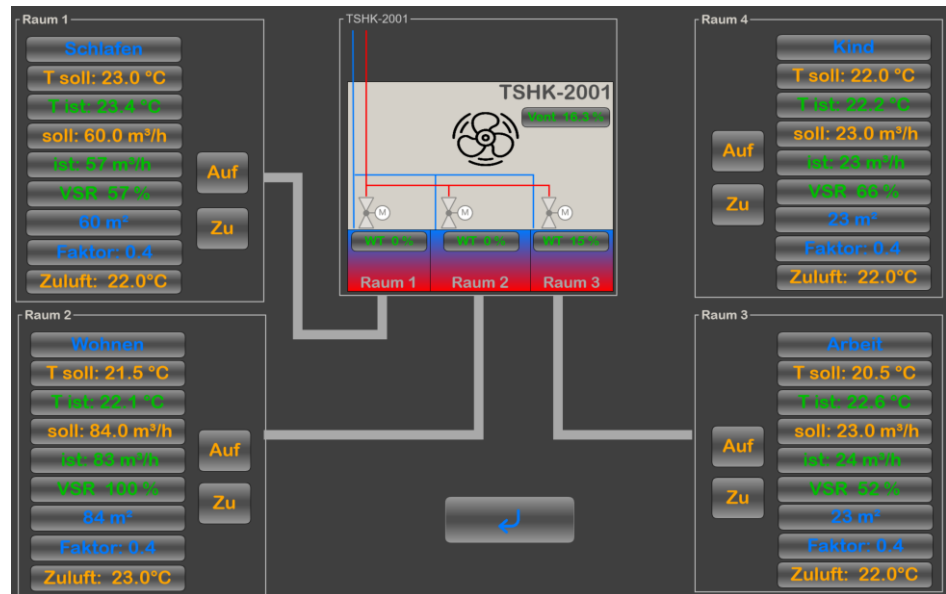 Raum 1
Schlafen
T soll: 23.0 °C
T ist: 23.4 °C
soll: 60.0 m³/h
ist: 57 m³/h
VSR 57 %
60 m²
Faktor: 0.4
Zuluft: 22.0°C
Auf
Zu
TSHK-2001
TSHK-2001
Vent. 16.3 %
M
M
M
WT 0 %
WT 0 %
WT 15 %
Raum 1
Raum 2
Raum 3
Raum 4
Kind
T soll: 22.0 °C
T ist: 22.2 °C
soll: 23.0 m³/h
ist: 23 m³/h
VSR 66 %
23 m²
Faktor: 0.4
Zuluft: 22.0°C
Auf
Zu
Raum 2
Wohnen
T soll: 21.5 °C
T ist: 22.1 °C
soll: 84.0 m³/h
ist: 83 m³/h
VSR 100 %
84 m²
Faktor: 0.4
Zuluft: 23.0°C
Auf
Zu
Raum 3
Arbeit
T soll: 20.5 °C
T ist: 22.6 °C
soll: 23.0 m³/h
ist: 24 m³/h
VSR 52 %
23 m²
Faktor: 0.4
Zuluft: 22.0°C
Auf
Zu